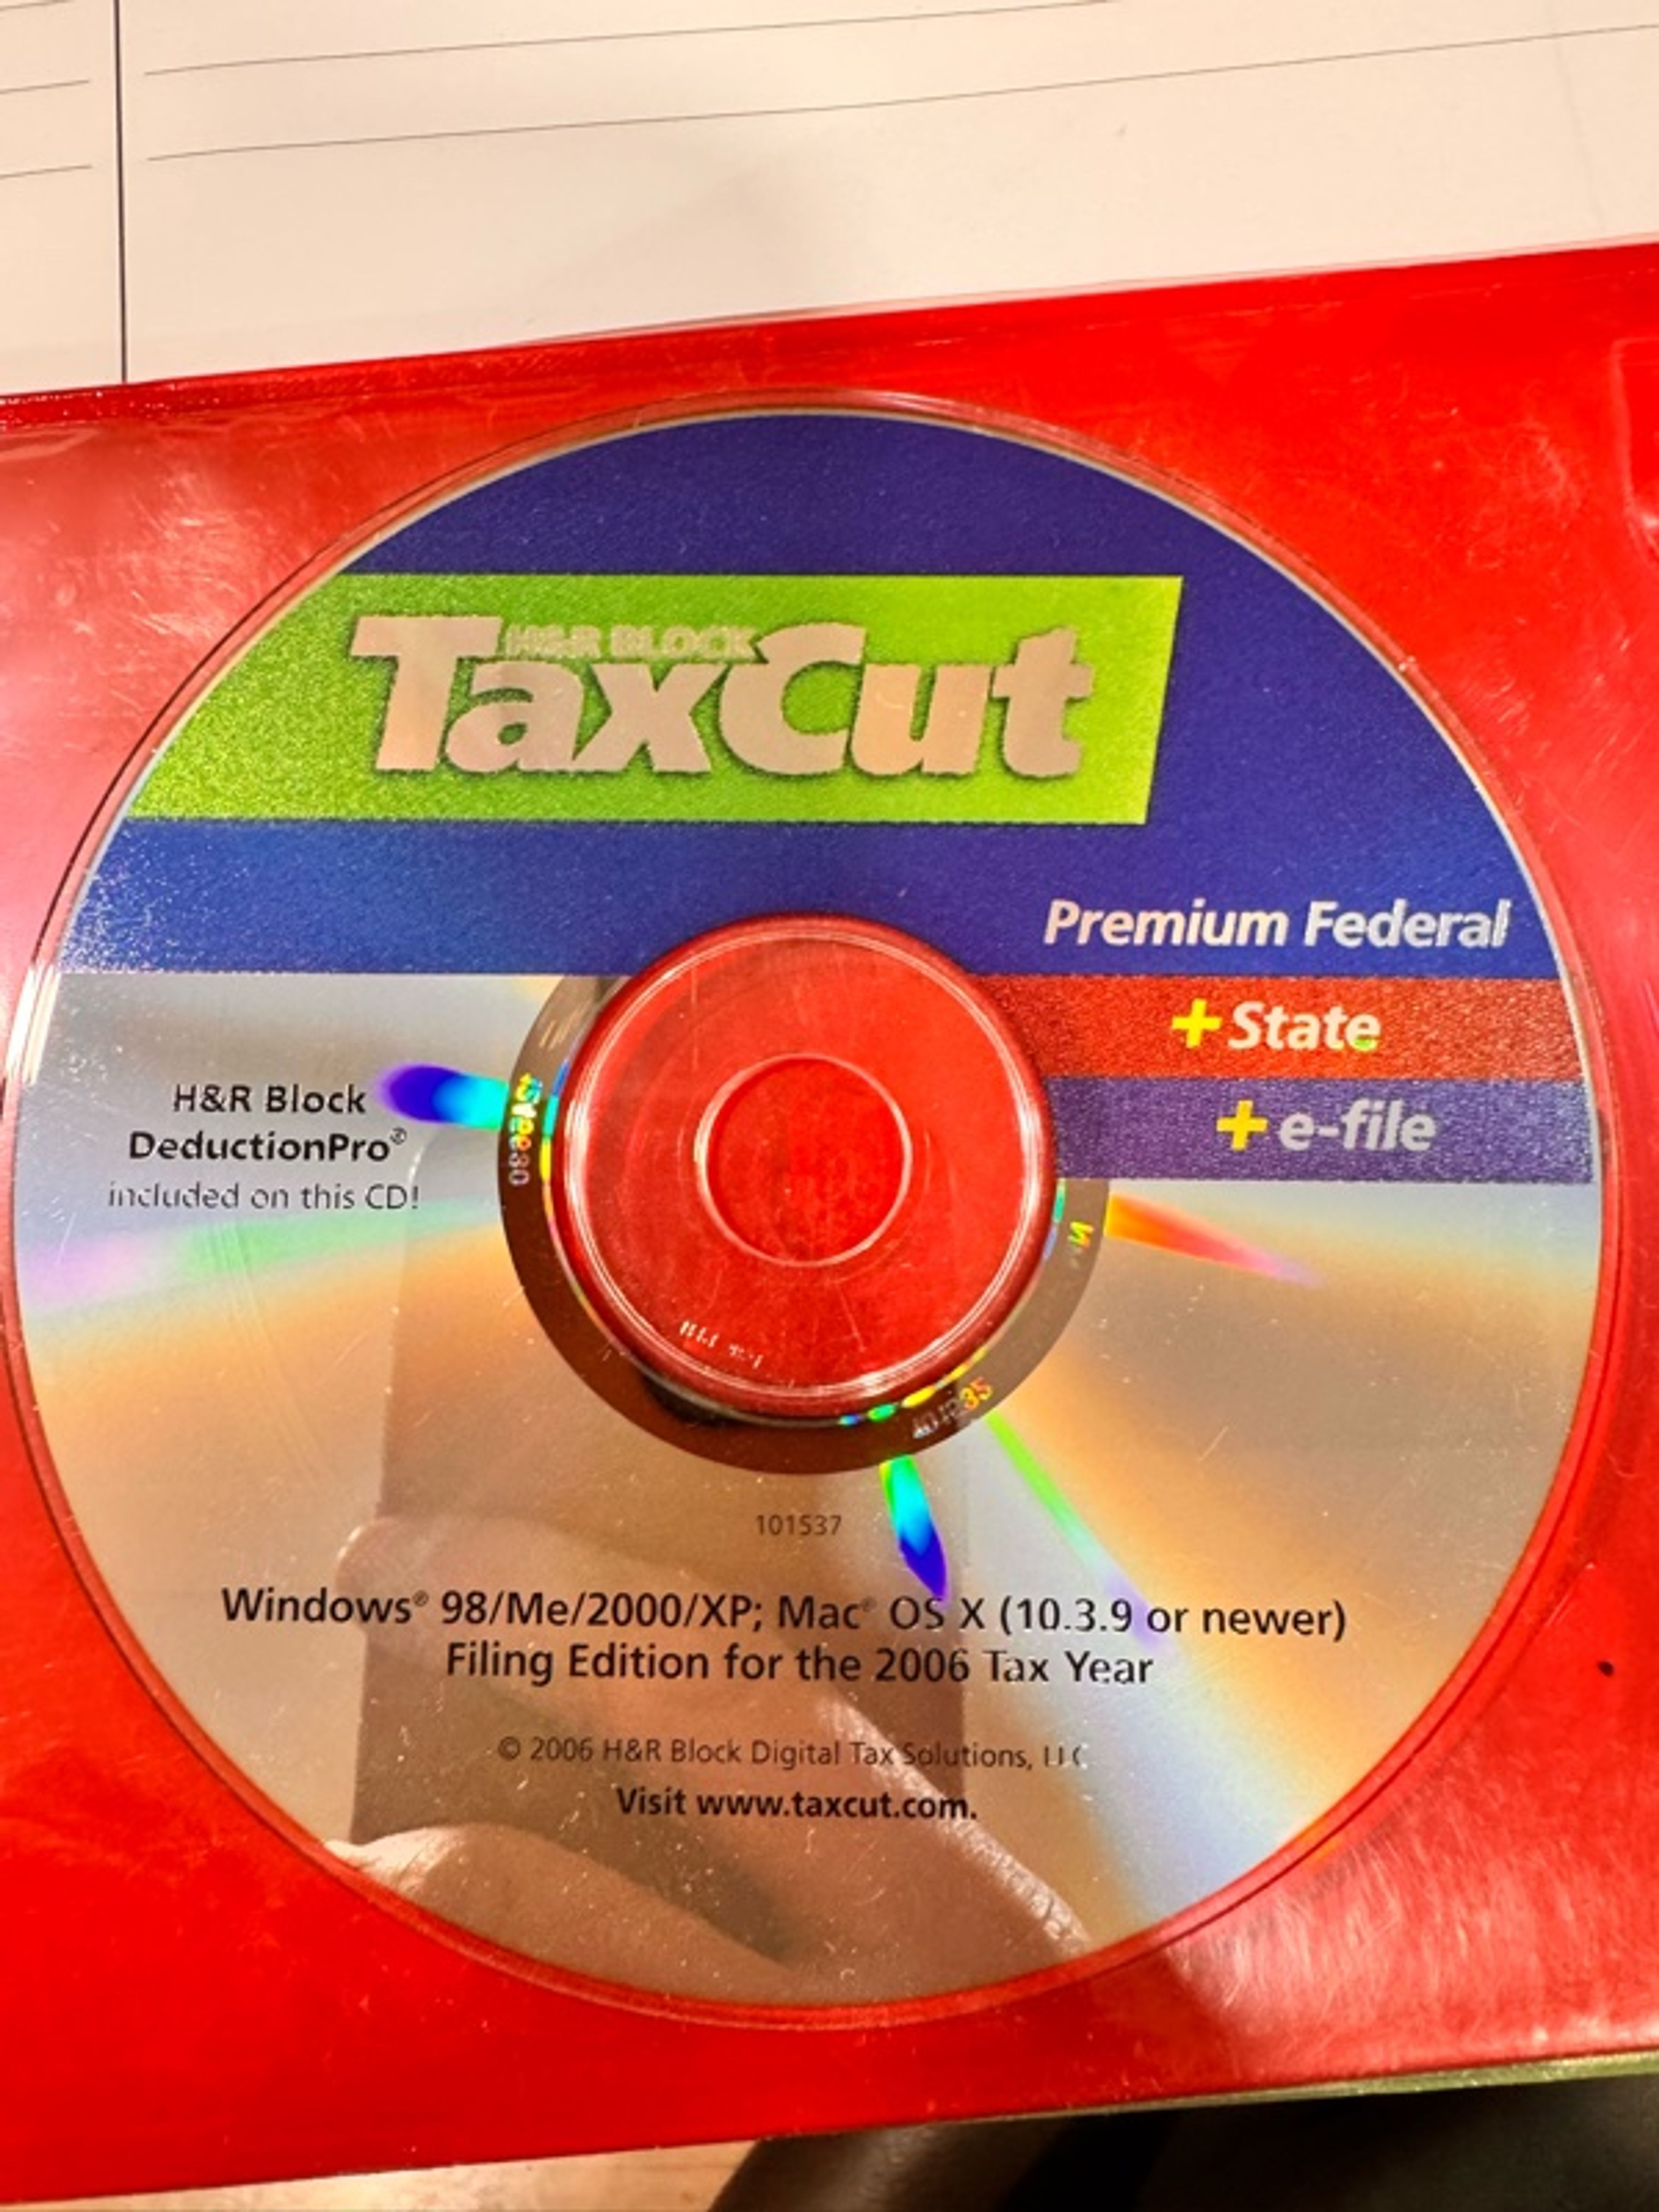 H&R BLOCK
TaxCut
Premium Federal
+ State
+ e-file
H&R Block
DeductionPro®
included on this CD!
101537
Windows® 98/Me/2000/XP; Mac® OS X (10.3.9 or newer)
Filing Edition for the 2006 Tax Year
© 2006 H&R Block Digital Tax Solutions, LLC
Visit www.taxcut.com.